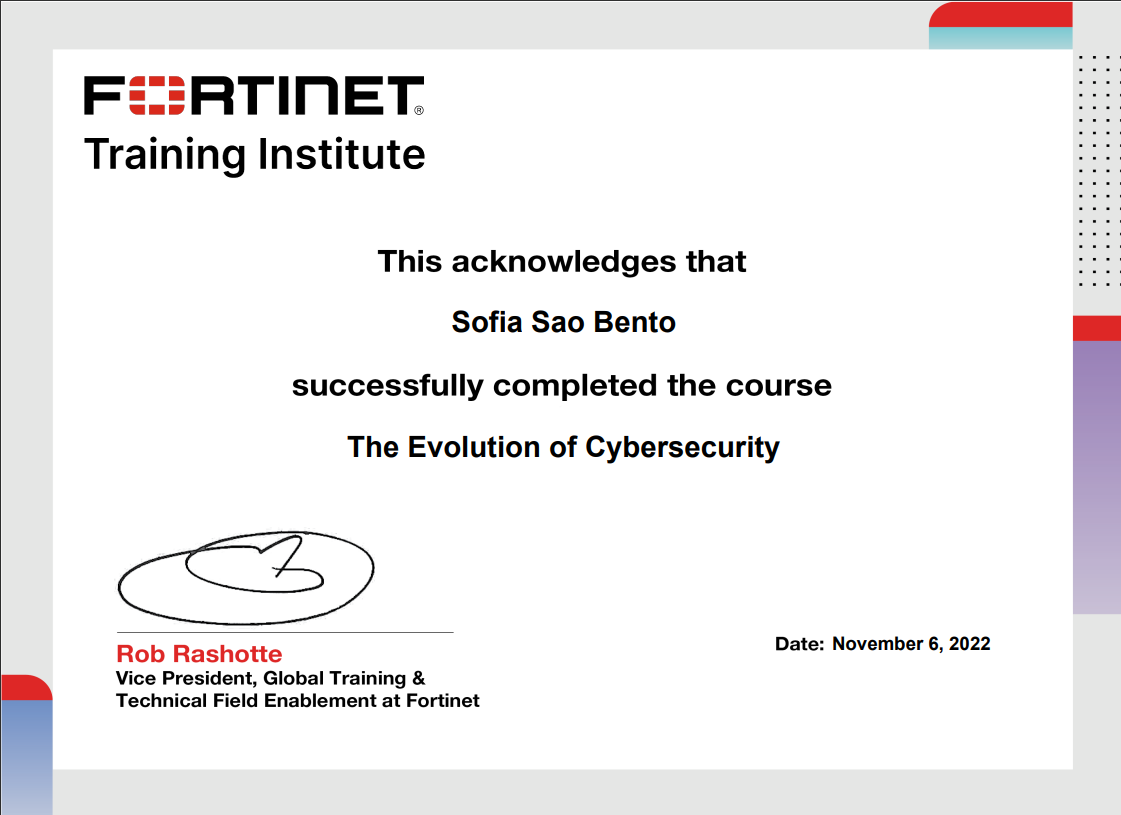 FORTINET®
Training Institute
This acknowledges that
Sofia Sao Bento
successfully completed the course
The Evolution of Cybersecurity
Rob Rashotte
Vice President, Global Training &
Technical Field Enablement at Fortinet
Date: November 6, 2022